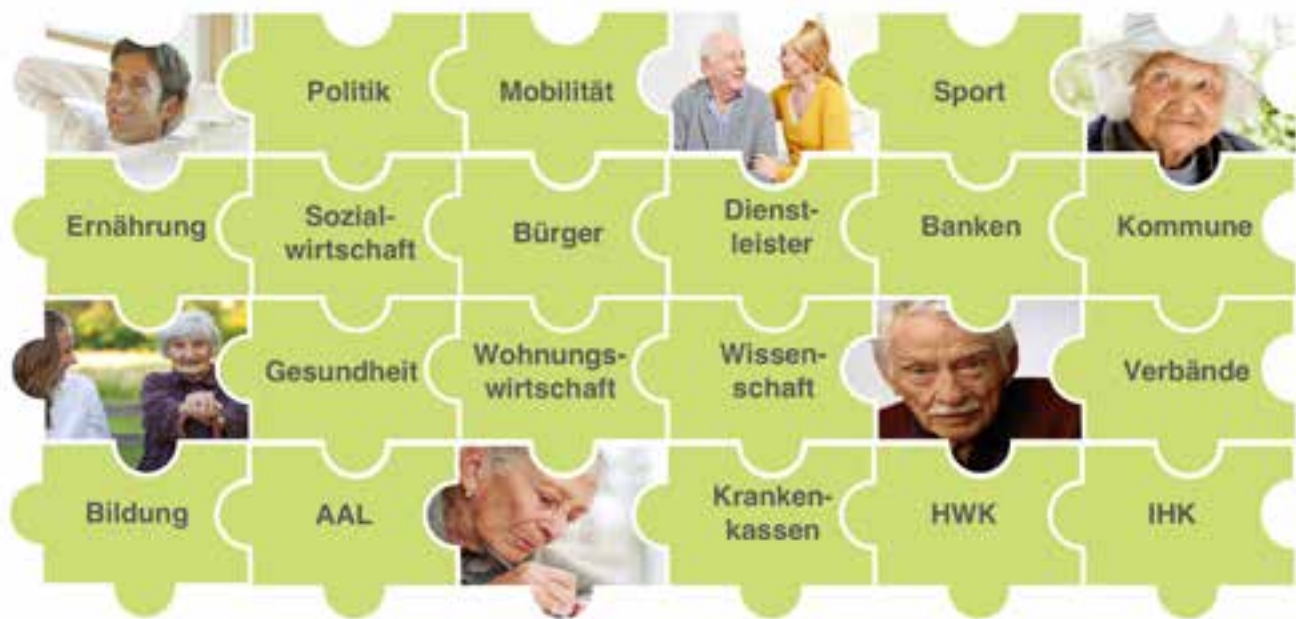 Politik
Mobilität
Sport
Ernährung
Sozial-
wirtschaft
Bürger
Dienst-
leister
Banken
Kommune
Gesundheit
Wohnungs-
wirtschaft
Wissen-
schaft
Verbände
Bildung
AAL
Kranken-
kassen
HWK
IHK